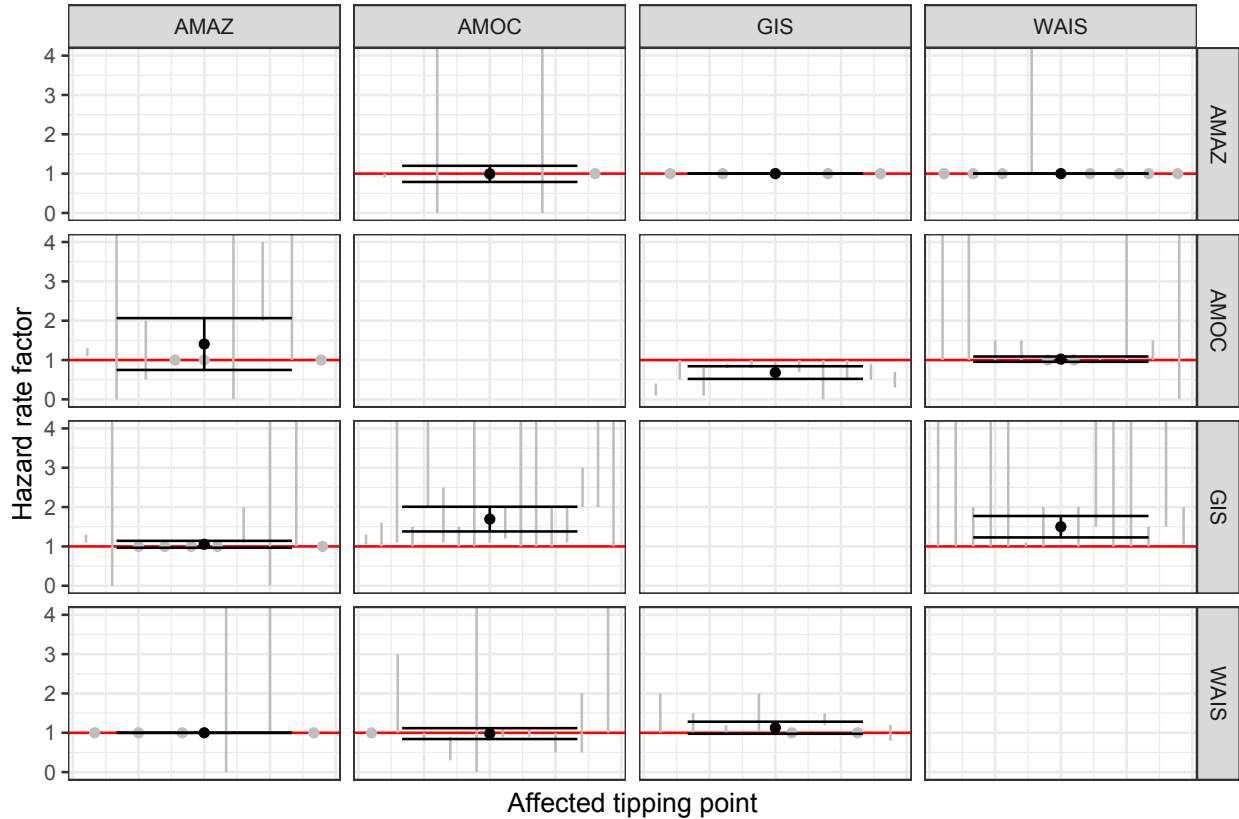 AMAZ AMOC GIS WAIS
4
3
2
1
0
AMAZ
4
3
2
1
0
AMOC
4
3
2
1
0
GIS
4
3
2
1
0
WAIS
Hazard rate factor
Affected tipping point